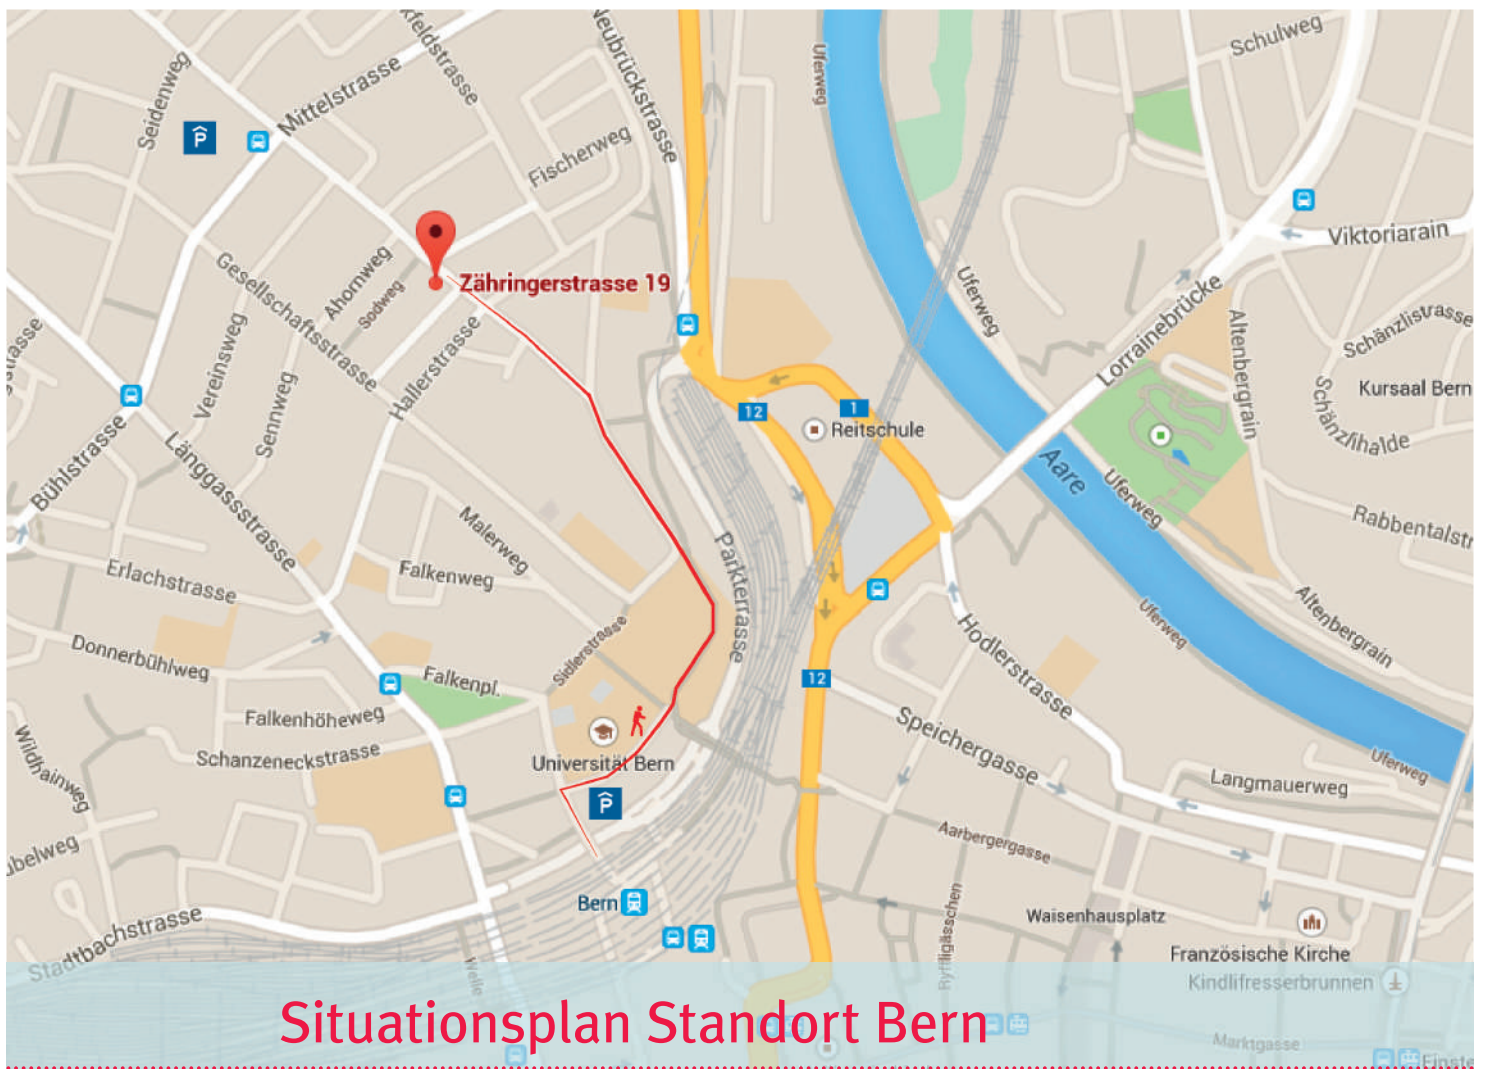 Neubrückstrasse
Schulweg
Uferweg
Seidenweg
Mittelstrasse
P
Fischerweg
Viktoriarain
Gesellschaftsstrasse
Ahornweg
Sodweg
Zähringerstrasse 19
Uferweg
Lorrainebrücke
Altenbergrain
Schänzlistrasse
Vereinsweg
Sennweg
Hallerstrasse
Kursaal Bern
12
1
Reitschule
Schänzlihalde
Bühlstrasse
Länggassstrasse
Aare
Uferweg
Malerweg
Parkterrasse
Rabbentalstr
Erlachstrasse
Falkenweg
Uferweg
Altenbergrain
Donnerbühlweg
Sidlerstrasse
Hodlerstrasse
12
Falkenpl.
Falkenhöheweg
Speichergasse
Wildhainweg
Schanzeneckstrasse
Universität Bern
P
Uferweg
Langmauerweg
Aarbergergasse
Bern
Waisenhausplatz
Stadtbachstrasse
Ryffligässchen
Französische Kirche
Kindlifresserbrunnen
Situationsplan Standort Bern
Marktgasse
Einste